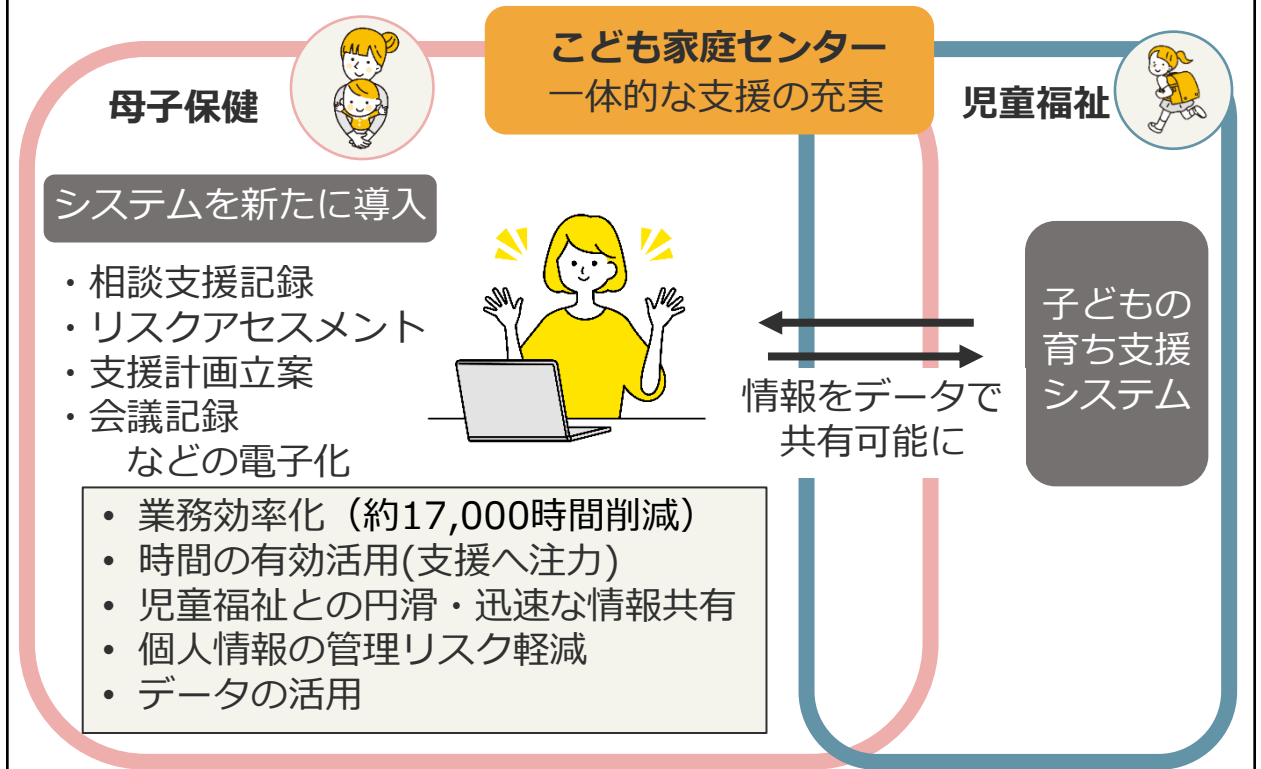 こども家庭センター
一体的な支援の充実
母子保健
児童福祉
システムを新たに導入
・相談支援記録
・リスクアセスメント
・支援計画立案
・会議記録
などの電子化
情報をデータで
共有可能に
子どもの
育ち支援
システム
• 業務効率化（約17,000時間削減）
• 時間の有効活用(支援へ注力)
• 児童福祉との円滑・迅速な情報共有
• 個人情報の管理リスク軽減
• データの活用